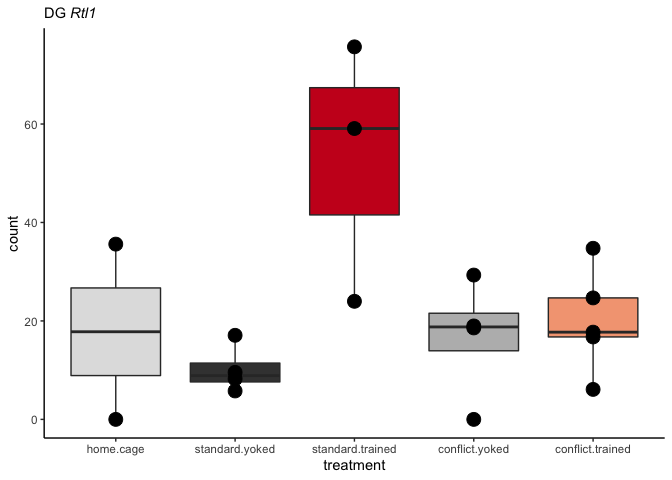 DG Rtl1
count
60
40
20
0
home.cage standard.yoked standard.trained conflict.yoked conflict.trained
treatment